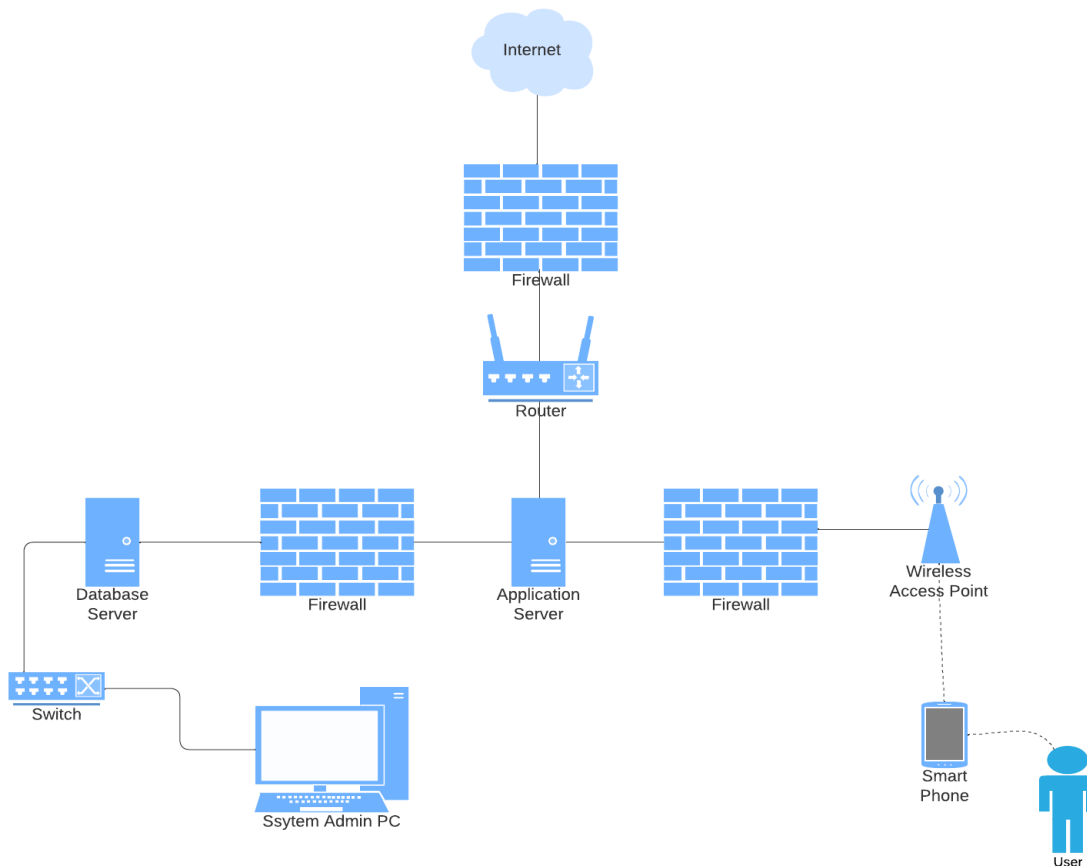 Internet
Firewall
Router
Database
Server
Firewall
Application
Server
Firewall
Wireless
Access Point
Switch
Ssytem Admin PC
Smart
Phone
User